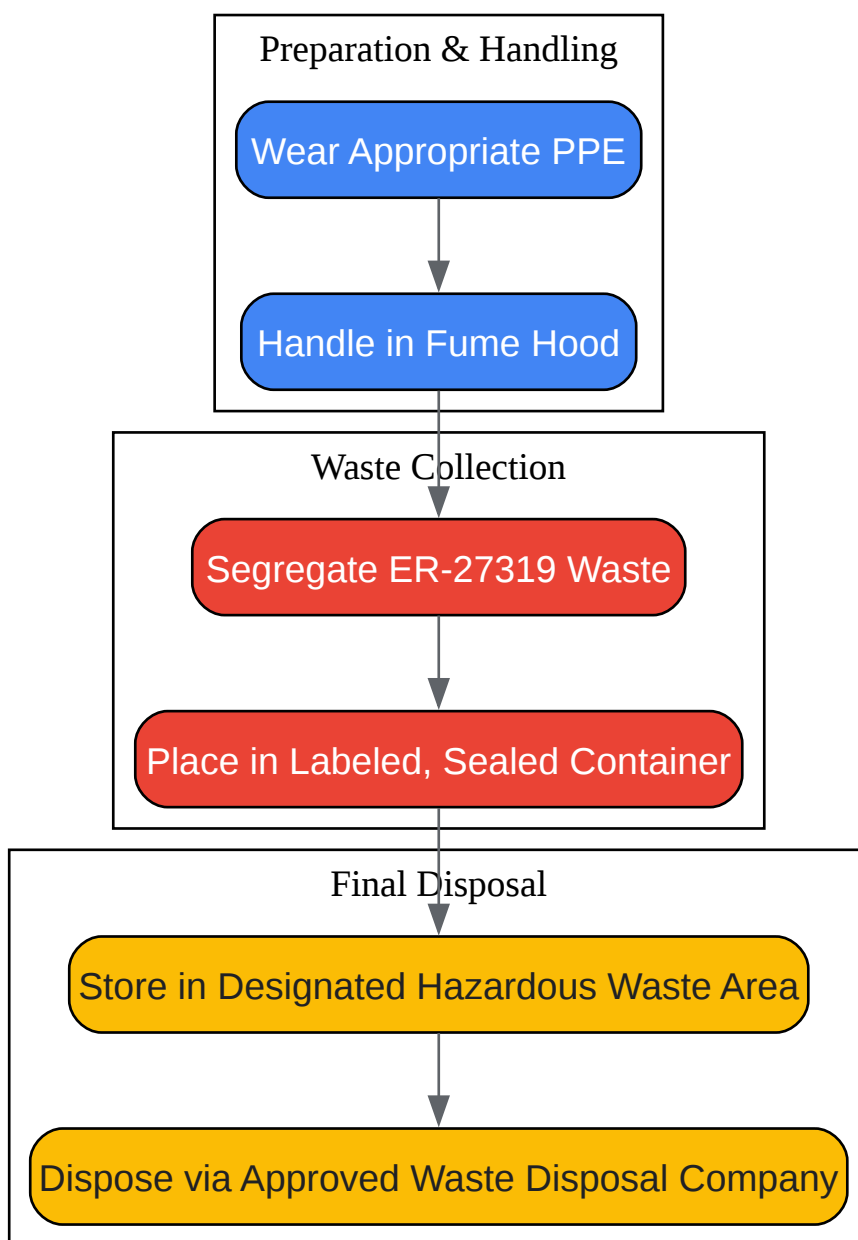 Preparation & Handling
Wear Appropriate PPE
Handle in Fume Hood
Waste Collection
Segregate ER-27319 Waste
Place in Labeled, Sealed Container
Final Disposal
Store in Designated Hazardous Waste Area
Dispose via Approved Waste Disposal Company